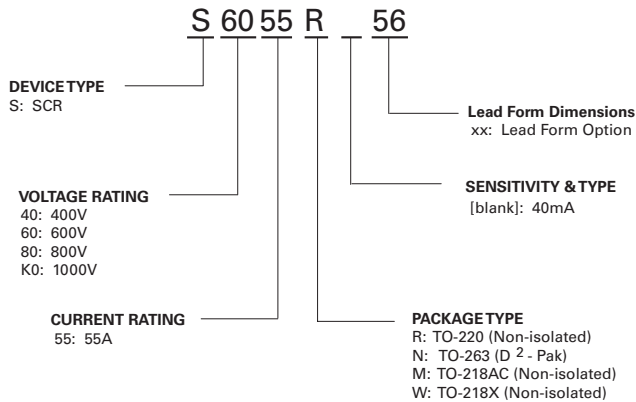 S 60 55 R 56
DEVICE TYPE
S: SCR
Lead Form Dimensions
xx: Lead Form Option
VOLTAGE RATING
40: 400V
60: 600V
80: 800V
K0: 1000V
SENSITIVITY & TYPE
[blank]: 40mA
CURRENT RATING
55: 55A
PACKAGE TYPE
R: TO-220 (Non-isolated)
N: TO-263 (D 2 - Pak)
M: TO-218AC (Non-isolated)
W: TO-218X (Non-isolated)